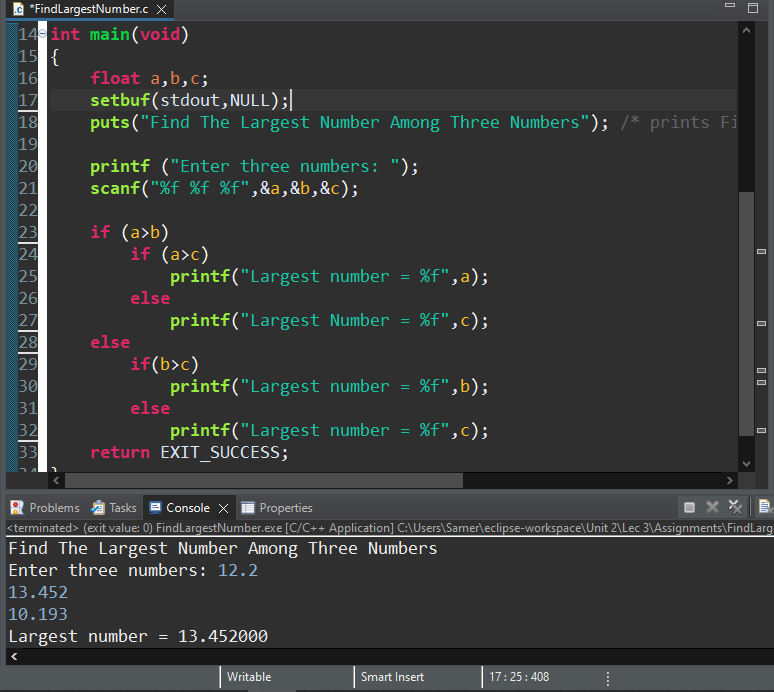 *FindLargestNumber.c
14 int main(void)
15 {
16 float a,b,c;
17 setbuf(stdout,NULL);
18 puts("Find The Largest Number Among Three Numbers"); /* prints Fi
19
20 printf ("Enter three numbers: ");
21 scanf("%f %f %f",&a,&b,&c);
22
23 if (a>b)
24 if (a>c)
25 printf("Largest number = %f",a);
26 else
27 printf("Largest Number = %f",c);
28 else
29 if(b>c)
30 printf("Largest number = %f",b);
31 else
32 printf("Largest number = %f",c);
33 return EXIT_SUCCESS;
34 }
Problems Tasks Console Properties
<terminated> (exit value: 0) FindLargestNumber.exe [C/C++ Application] C:\Users\Samer\eclipse-workspace\Unit 2\Lec 3\Assignments\FindLarg
Find The Largest Number Among Three Numbers
Enter three numbers: 12.2
13.452
10.193
Largest number = 13.452000
Writable Smart Insert 17 : 25 : 408